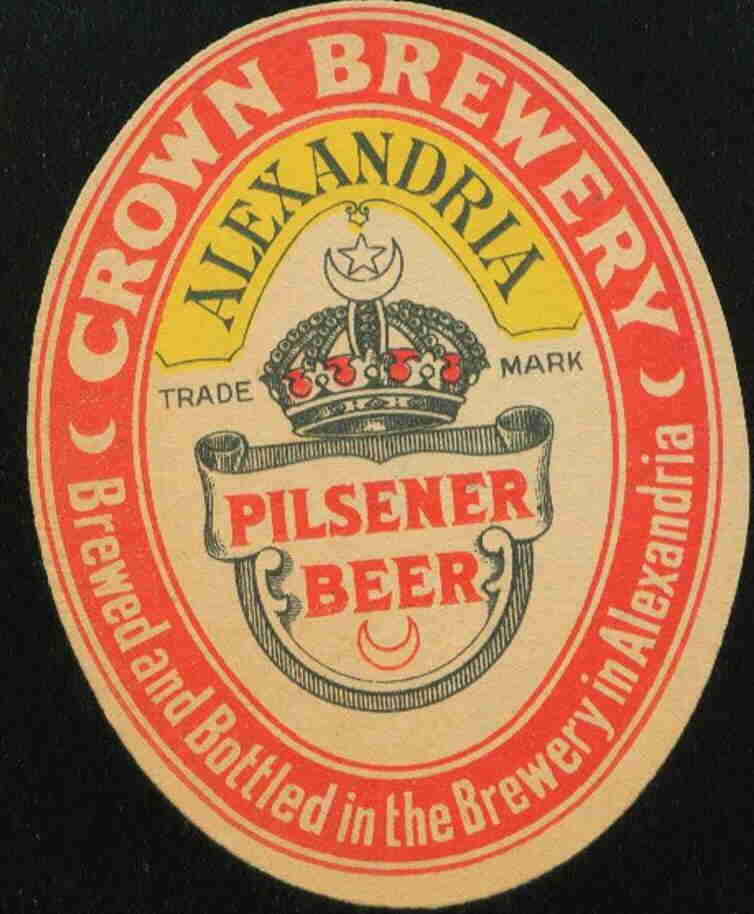 CROWN BREWERY
ALEXANDRIA
TRADE MARK
PILSENER
BEER
Brewed and Bottled in the Brewery in Alexandria